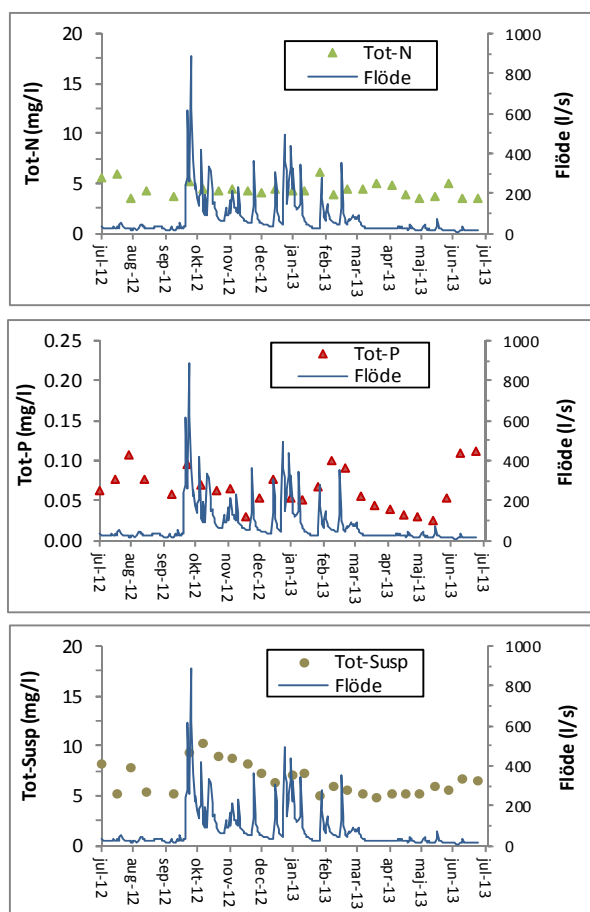 Tot-N (mg/l)
20
15
10
5
0
Tot-N
Flöde
1000
800
600
400
200
0
Flöde (l/s)
jul-12
aug-12
sep-12
okt-12
nov-12
dec-12
jan-13
feb-13
mar-13
apr-13
maj-13
jun-13
jul-13
Tot-P (mg/l)
0.25
0.20
0.15
0.10
0.05
0.00
Tot-P
Flöde
1000
800
600
400
200
0
Flöde (l/s)
jul-12
aug-12
sep-12
okt-12
nov-12
dec-12
jan-13
feb-13
mar-13
apr-13
maj-13
jun-13
jul-13
Tot-Susp (mg/l)
20
15
10
5
0
Tot-Susp
Flöde
1000
800
600
400
200
0
Flöde (l/s)
jul-12
aug-12
sep-12
okt-12
nov-12
dec-12
jan-13
feb-13
mar-13
apr-13
maj-13
jun-13
jul-13